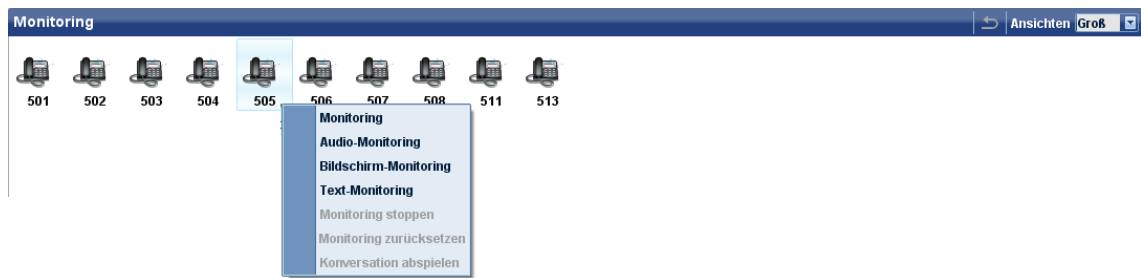 Monitoring Ansichten Groß
501 502 503 504 505 506 507 508 511 513
Monitoring
Audio-Monitoring
Bildschirm-Monitoring
Text-Monitoring
Monitoring stoppen
Monitoring zurücksetzen
Konversation abspielen